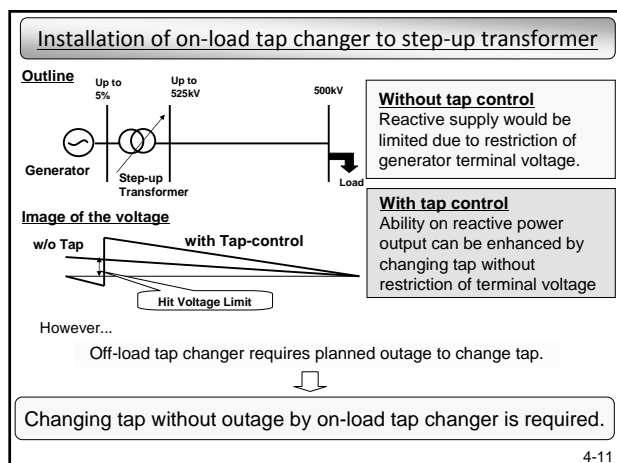 Installation of on-load tap changer to step-up transformer
Outline
Up to
5%
Up to
525kV
500kV
Generator
Step-up
Transformer
Load
Without tap control
Reactive supply would be
limited due to restriction of
generator terminal voltage.
With tap control
Ability on reactive power
output can be enhanced by
changing tap without
restriction of terminal voltage
Image of the voltage
w/o Tap
with Tap-control
Hit Voltage Limit
However...
Off-load tap changer requires planned outage to change tap.
Changing tap without outage by on-load tap changer is required.
4-11